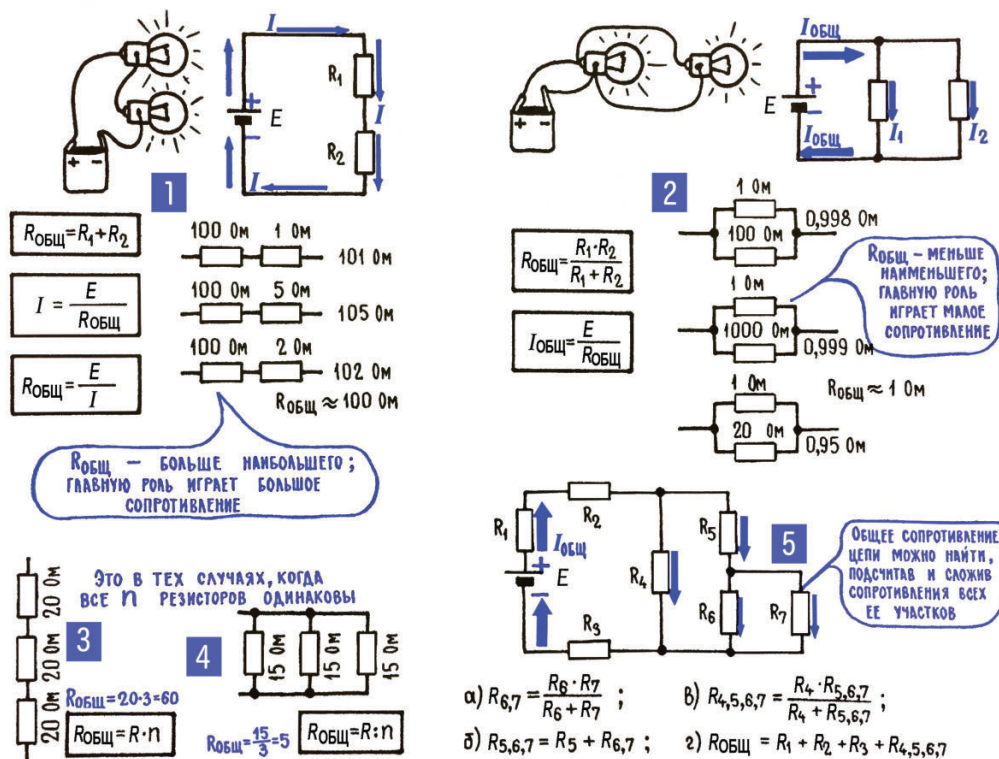 I
R₁
+
E
I
−
R₂
I
+ −
1
RОБЩ=R₁+R₂
I = E/RОБЩ
RОБЩ= E/I
100 Ом 1 Ом
101 Ом
100 Ом 5 Ом
105 Ом
100 Ом 2 Ом
102 Ом
RОБЩ≈100 Ом
RОБЩ – БОЛЬШЕ НАИБОЛЬШЕГО;
ГЛАВНУЮ РОЛЬ ИГРАЕТ БОЛЬШОЕ
СОПРОТИВЛЕНИЕ
IОБЩ
+
E
−
I₁
I₂
IОБЩ
+ −
2
RОБЩ= R₁·R₂/R₁+R₂
IОБЩ= E/RОБЩ
1 Ом
0,998 Ом
100 Ом
1 Ом
1000 Ом
0,999 Ом
RОБЩ≈1 Ом
1 Ом
20 Ом
0,95 Ом
RОБЩ – МЕНЬШЕ
НАИМЕНЬШЕГО;
ГЛАВНУЮ РОЛЬ
ИГРАЕТ МАЛОЕ
СОПРОТИВЛЕНИЕ
20 Ом
20 Ом
20 Ом
3
ЭТО В ТЕХ СЛУЧАЯХ, КОГДА
ВСЕ n РЕЗИСТОРОВ ОДИНАКОВЫ
RОБЩ=20·3=60
RОБЩ=R·n
4
15 Ом
15 Ом
15 Ом
RОБЩ=15/3=5
RОБЩ=R:n
R₁
R₂
IОБЩ
+
E
R₃
R₄
R₅
R₆
R₇
5
ОБЩЕЕ СОПРОТИВЛЕНИЕ
ЦЕПИ МОЖНО НАЙТИ,
ПОДСЧИТАВ И СЛОЖИВ
СОПРОТИВЛЕНИЯ ВСЕХ
ЕЕ УЧАСТКОВ
а) R₆,₇ = R₆·R₇/R₆+R₇ ;
б) R₅,₆,₇ = R₅ + R₆,₇ ;
в) R₄,₅,₆,₇ = R₄·R₅,₆,₇/R₄+R₅,₆,₇ ;
г) RОБЩ = R₁ + R₂ + R₃ + R₄,₅,₆,₇